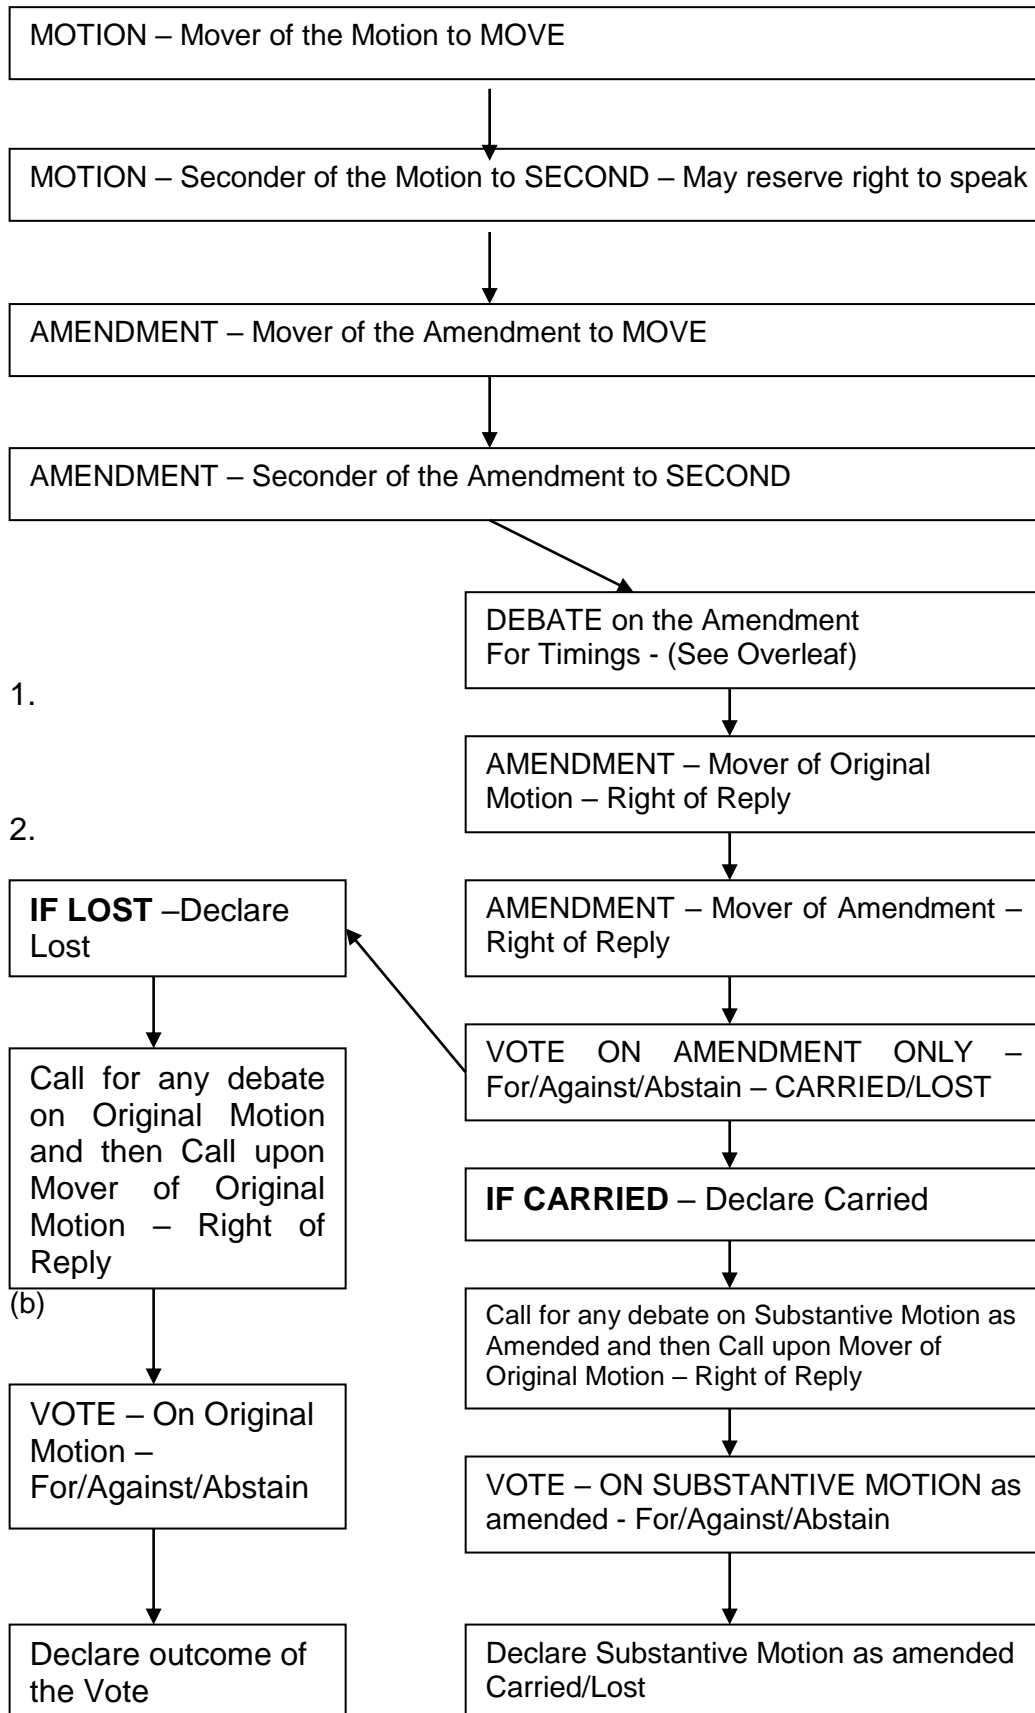 MOTION – Mover of the Motion to MOVE
MOTION – Seconder of the Motion to SECOND – May reserve right to speak
AMENDMENT – Mover of the Amendment to MOVE
AMENDMENT – Seconder of the Amendment to SECOND
DEBATE on the Amendment
For Timings - (See Overleaf)
1.
AMENDMENT – Mover of Original
Motion – Right of Reply
2.
IF LOST –Declare
Lost
AMENDMENT – Mover of Amendment –
Right of Reply
VOTE ON AMENDMENT ONLY –
For/Against/Abstain – CARRIED/LOST
Call for any debate
on Original Motion
and then Call upon
Mover of Original
Motion – Right of
Reply
IF CARRIED – Declare Carried
(b)
Call for any debate on Substantive Motion as
Amended and then Call upon Mover of
Original Motion – Right of Reply
VOTE – On Original
Motion –
For/Against/Abstain
VOTE – ON SUBSTANTIVE MOTION as
amended - For/Against/Abstain
Declare outcome of
the Vote
Declare Substantive Motion as amended
Carried/Lost